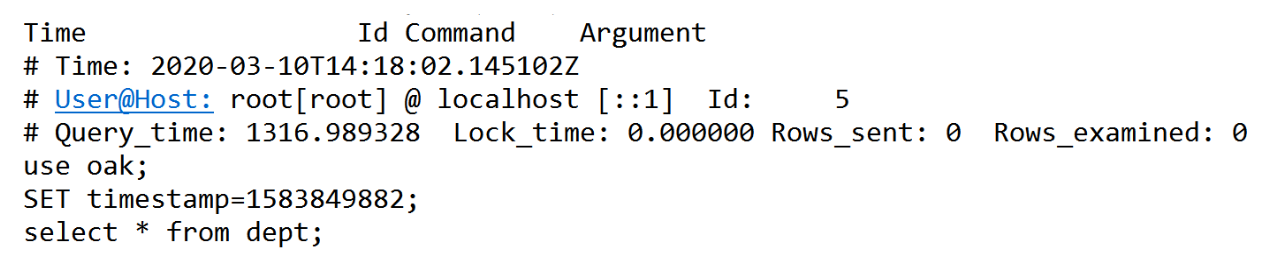 Time                 Id Command    Argument
# Time: 2020-03-10T14:18:02.145102Z
# User@Host: root[root] @ localhost [::1]  Id:     5
# Query_time: 1316.989328  Lock_time: 0.000000 Rows_sent: 0  Rows_examined: 0
use oak;
SET timestamp=1583849882;
select * from dept;